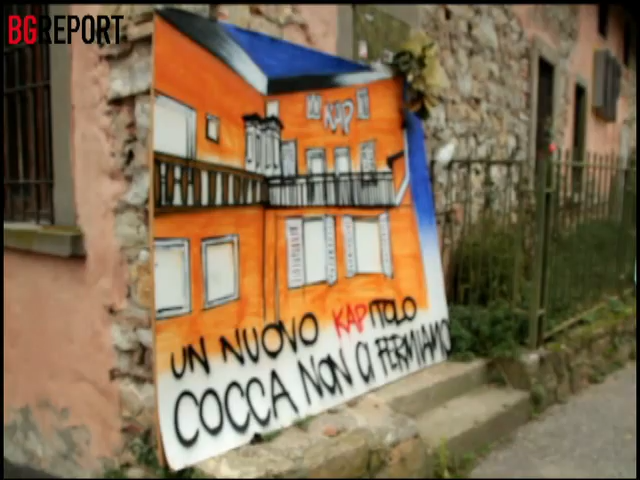 BGREPORT
KAP
UN NUOVO KAPITOLO
COCCA NON CI FERMIAMO